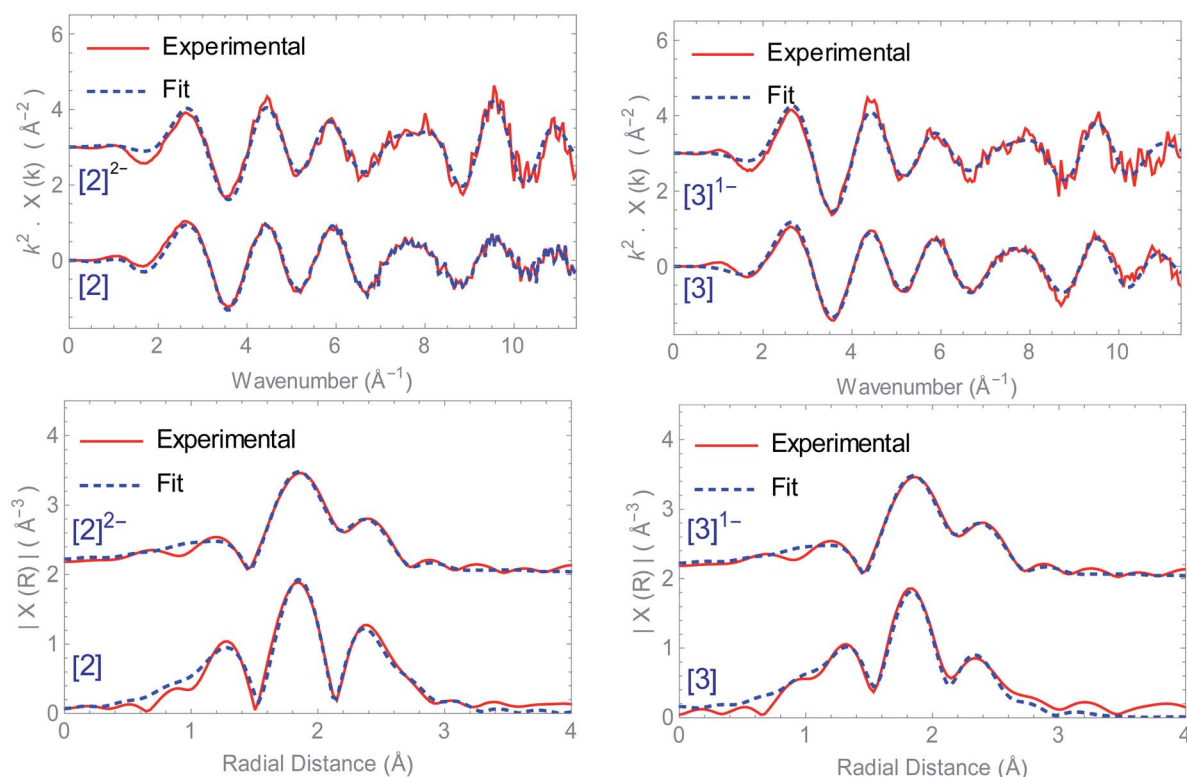 6
4
2
0
k² . X (k) ( Å⁻²)
Experimental
Fit
[2]²⁻
[2]
0 2 4 6 8 10
Wavenumber (Å⁻¹)
6
4
2
0
k² . X (k) ( Å⁻²)
Experimental
Fit
[3]¹⁻
[3]
0 2 4 6 8 10
Wavenumber (Å⁻¹)
4
3
2
1
0
| X (R) | ( Å⁻³)
Experimental
Fit
[2]²⁻
[2]
0 1 2 3 4
Radial Distance (Å)
4
3
2
1
0
| X (R) | ( Å⁻³)
Experimental
Fit
[3]¹⁻
[3]
0 1 2 3 4
Radial Distance (Å)